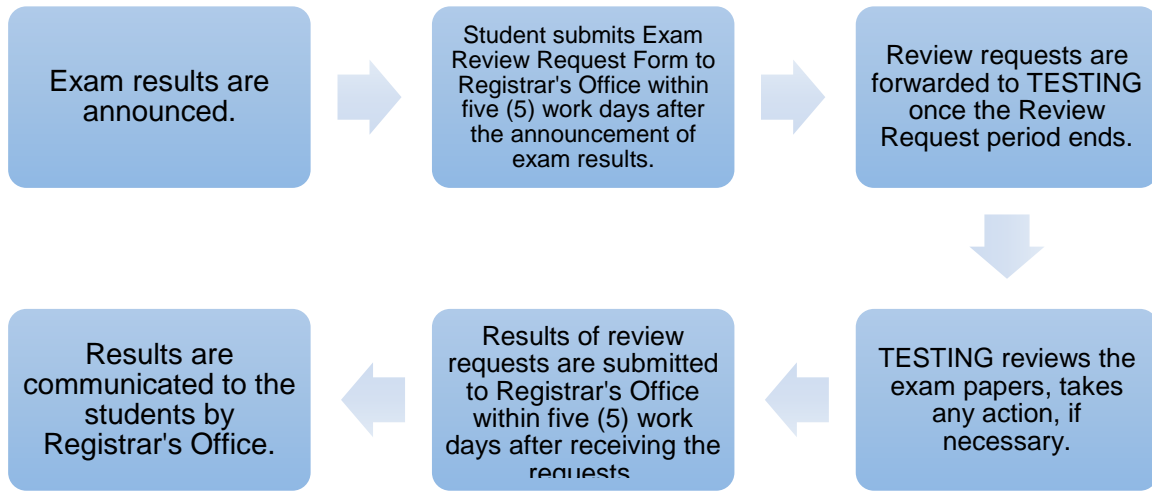 Exam results are
announced.
Student submits Exam
Review Request Form to
Registrar's Office within
five (5) work days after
the announcement of
exam results.
Review requests are
forwarded to TESTING
once the Review
Request period ends.
TESTING reviews the
exam papers, takes
any action, if
necessary.
Results of review
requests are submitted
to Registrar's Office
within five (5) work
days after receiving the
requests
Results are
communicated to the
students by
Registrar's Office.